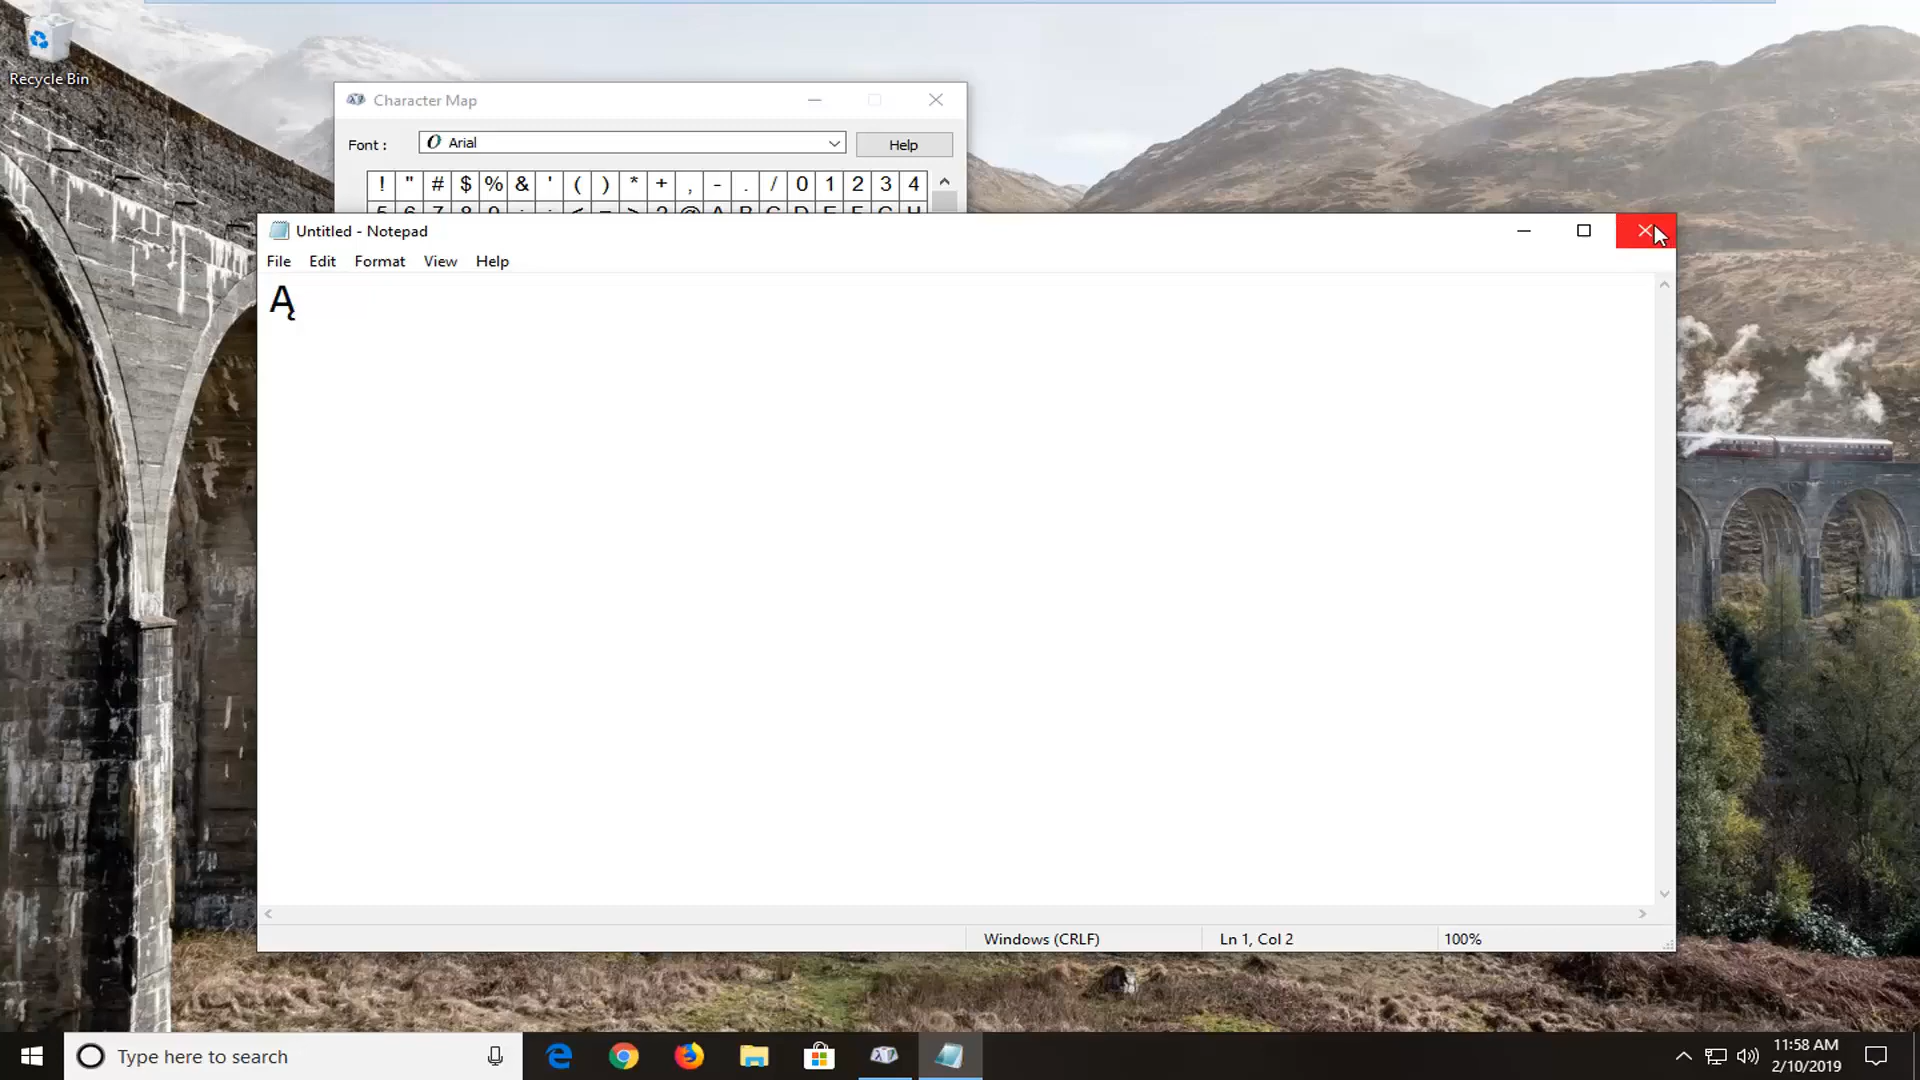 Recycle Bin
Character Map
Font :
O Arial
Help
! " # $ % & ' ( ) * + , - . / 0 1 2 3 4
Untitled - Notepad
File Edit Format View Help
Ą
Windows (CRLF)
Ln 1, Col 2
100%
Type here to search
11:58 AM
2/10/2019